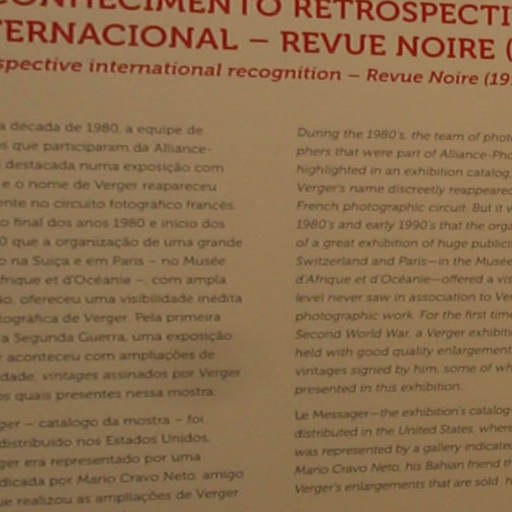 CONHECIMENTO RETROSPECTI
TERNACIONAL – REVUE NOIRE (
spective international recognition – Revue Noire (19
a década de 1980, a equipe de
s que participaram da Alliance-
destacada numa exposição com
e o nome de Verger reapareceu
ente no circuito fotográfico francês.
o final dos anos 1980 e início dos
0 que a organização de uma grande
o na Suíça e em Paris – no Musée
frique et d'Océanie –, com ampla
ão, ofereceu uma visibilidade inédita
tográfica de Verger. Pela primeira
a Segunda Guerra, uma exposição
r aconteceu com ampliações de
dade, vintages assinados por Verger
os quais presentes nessa mostra.
ger – catálogo da mostra – foi
distribuído nos Estados Unidos,
ger era representado por uma
dicada por Mario Cravo Neto, amigo
ue realizou as ampliações de Verger
During the 1980's, the team of phot
phers that were part of Alliance-Pho
highlighted in an exhibition catalog,
Verger's name discreetly reappeared
French photographic circuit. But it w
1980's and early 1990's that the orga
of a great exhibition of huge publici
Switzerland and Paris—in the Musée
d'Afrique et d'Océanie—offered a vis
level never saw in association to Ve
photographic work. For the first time
Second World War, a Verger exhibiti
held with good quality enlargement
vintages signed by him, some of wh
presented in this exhibition.
Le Messager—the exhibition's catalog
distributed in the United States, where
was represented by a gallery indicated
Mario Cravo Neto, his Bahian friend th
Verger's enlargements that are sold, h